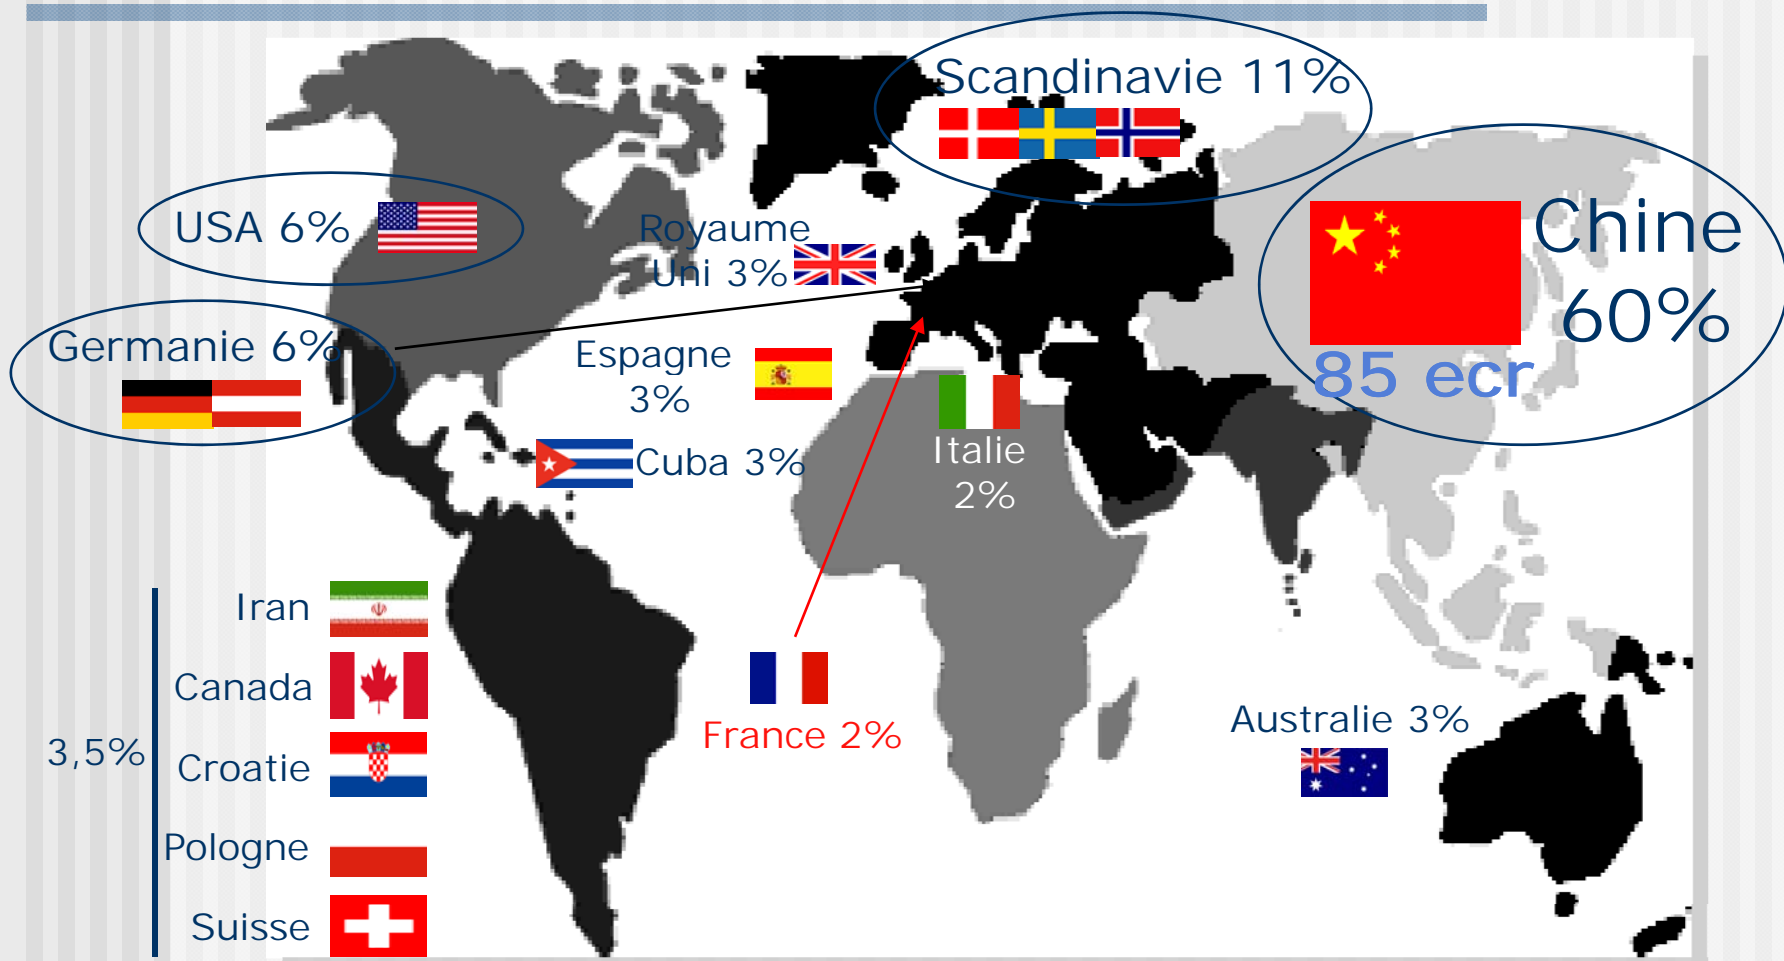 Scandinavie 11%
USA 6%
Royaume
Uni 3%
Chine
60%
85 ecr
Germanie 6%
Espagne
3%
Italie
2%
Cuba 3%
Iran
Canada
3,5%
Croatie
Pologne
Suisse
France 2%
Australie 3%